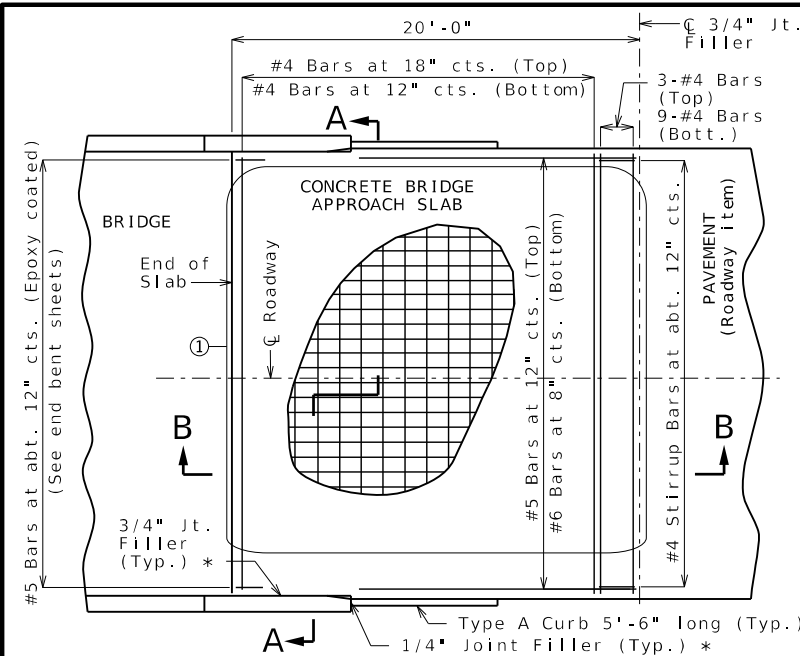 20'-0"
℄ 3/4" Jt.
Filler
#4 Bars at 18" cts. (Top)
#4 Bars at 12" cts. (Bottom)
3-#4 Bars
(Top)
9-#4 Bars
(Bott.)
A
CONCRETE BRIDGE
APPROACH SLAB
BRIDGE
End of
Slab
1
℄ Roadway
#5 Bars at abt. 12" cts. (Epoxy coated)
(See end bent sheets)
#5 Bars at 12" cts. (Top)
#6 Bars at 8" cts. (Bottom)
#4 Stirrup Bars at abt. 12" cts.
PAVEMENT
(Roadway item)
B
B
3/4" Jt.
Filler
(Typ.) *
A
Type A Curb 5'-6" long (Typ.)
1/4" Joint Filler (Typ.) *